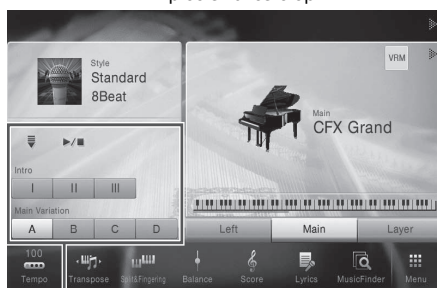 Style
Standard
8Beat
VRM
Main
CFX Grand
Intro
I II III
Main Variation
A B C D
Left Main Layer
100
Tempo Transpose Split&Fingering Balance Score Lyrics MusicFinder Menu